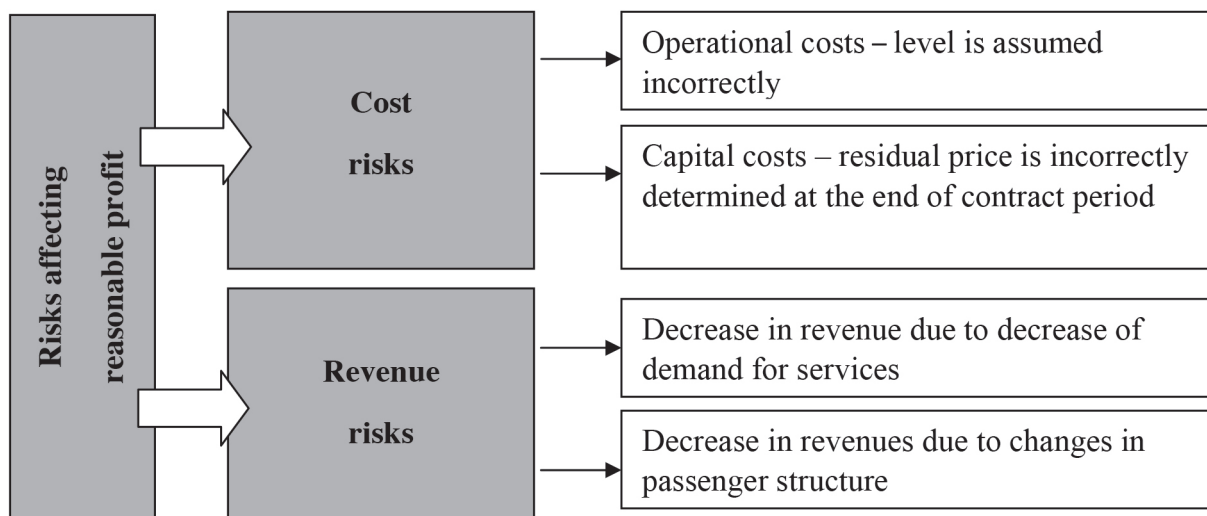 Risks affecting
reasonable profit
Cost
risks
Operational costs – level is assumed
incorrectly
Capital costs – residual price is incorrectly
determined at the end of contract period
Revenue
risks
Decrease in revenue due to decrease of
demand for services
Decrease in revenues due to changes in
passenger structure